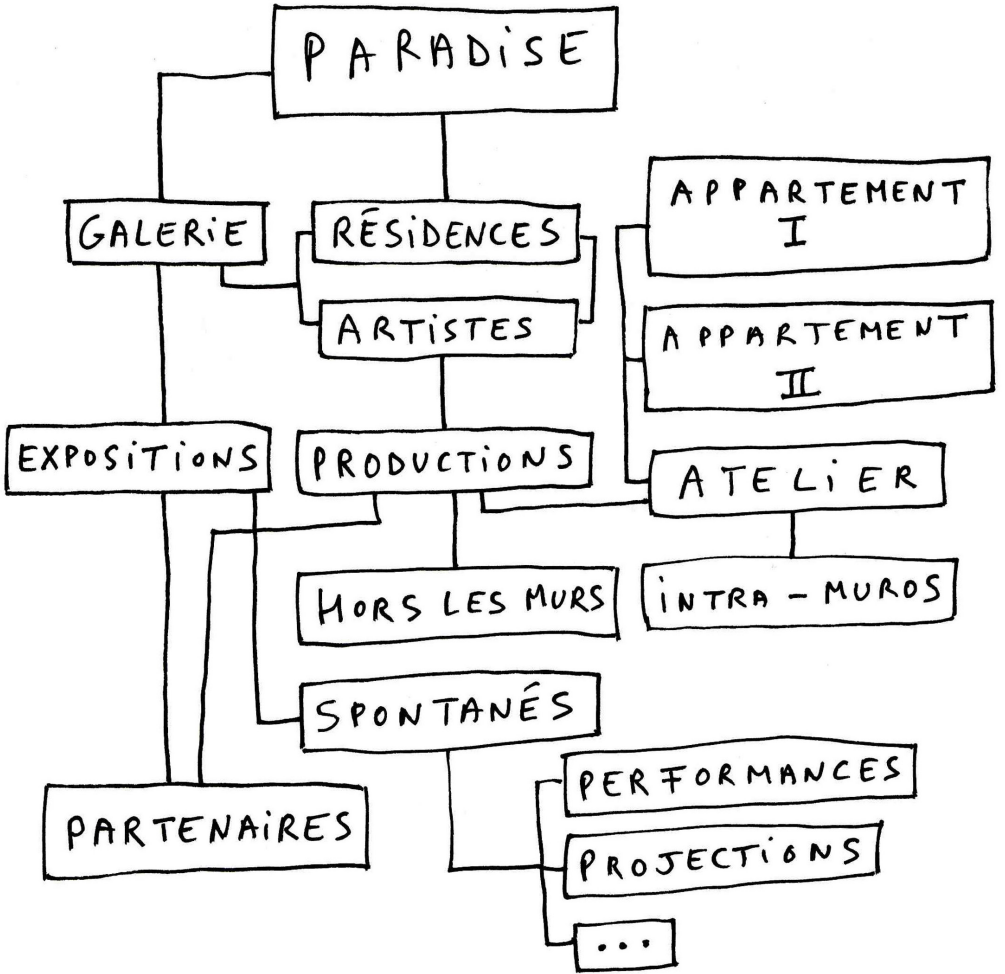 PARADiSE
GALERiE
RÉSiDENCES
APPARTEMENT
I
ARTiSTES
APPARTEMENT
II
EXPOSiTiONS
PRODUCTiONS
ATELiER
HORS LES MURS
iNTRA - MUROS
SPONTANÉS
PERFORMANCES
PARTENAiRES
PROJECTiONS
...